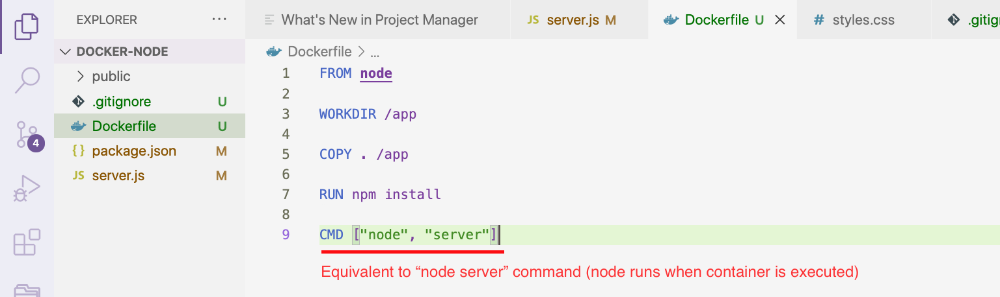 EXPLORER ...
What's New in Project Manager
JS server.js M
Dockerfile U
# styles.css
DOCKER-NODE
Dockerfile > ...
public
.gitignore U
Dockerfile U
4
{} package.json M
JS server.js M
1 FROM node
2
3 WORKDIR /app
4
5 COPY . /app
6
7 RUN npm install
8
9 CMD ["node", "server"]
Equivalent to “node server” command (node runs when container is executed)